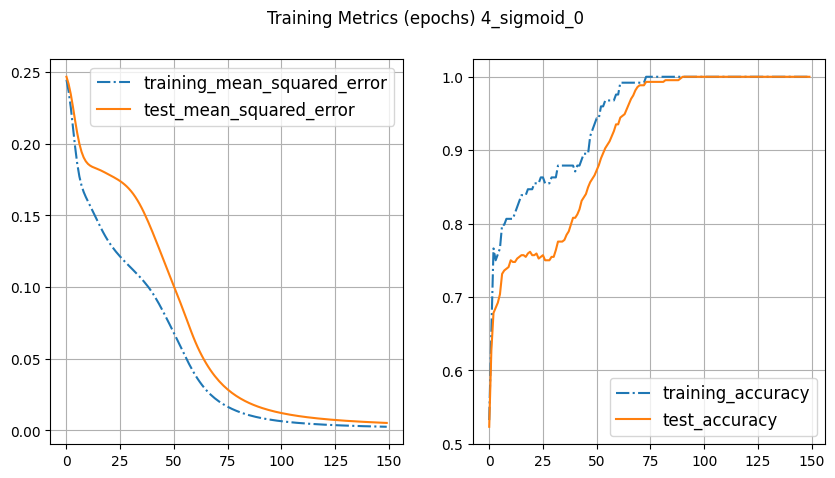 Training Metrics (epochs) 4_sigmoid_0
0.25
0.20
0.15
0.10
0.05
0.00
0 25 50 75 100 125 150
training_mean_squared_error
test_mean_squared_error
1.0
0.9
0.8
0.7
0.6
0.5
0 25 50 75 100 125 150
training_accuracy
test_accuracy